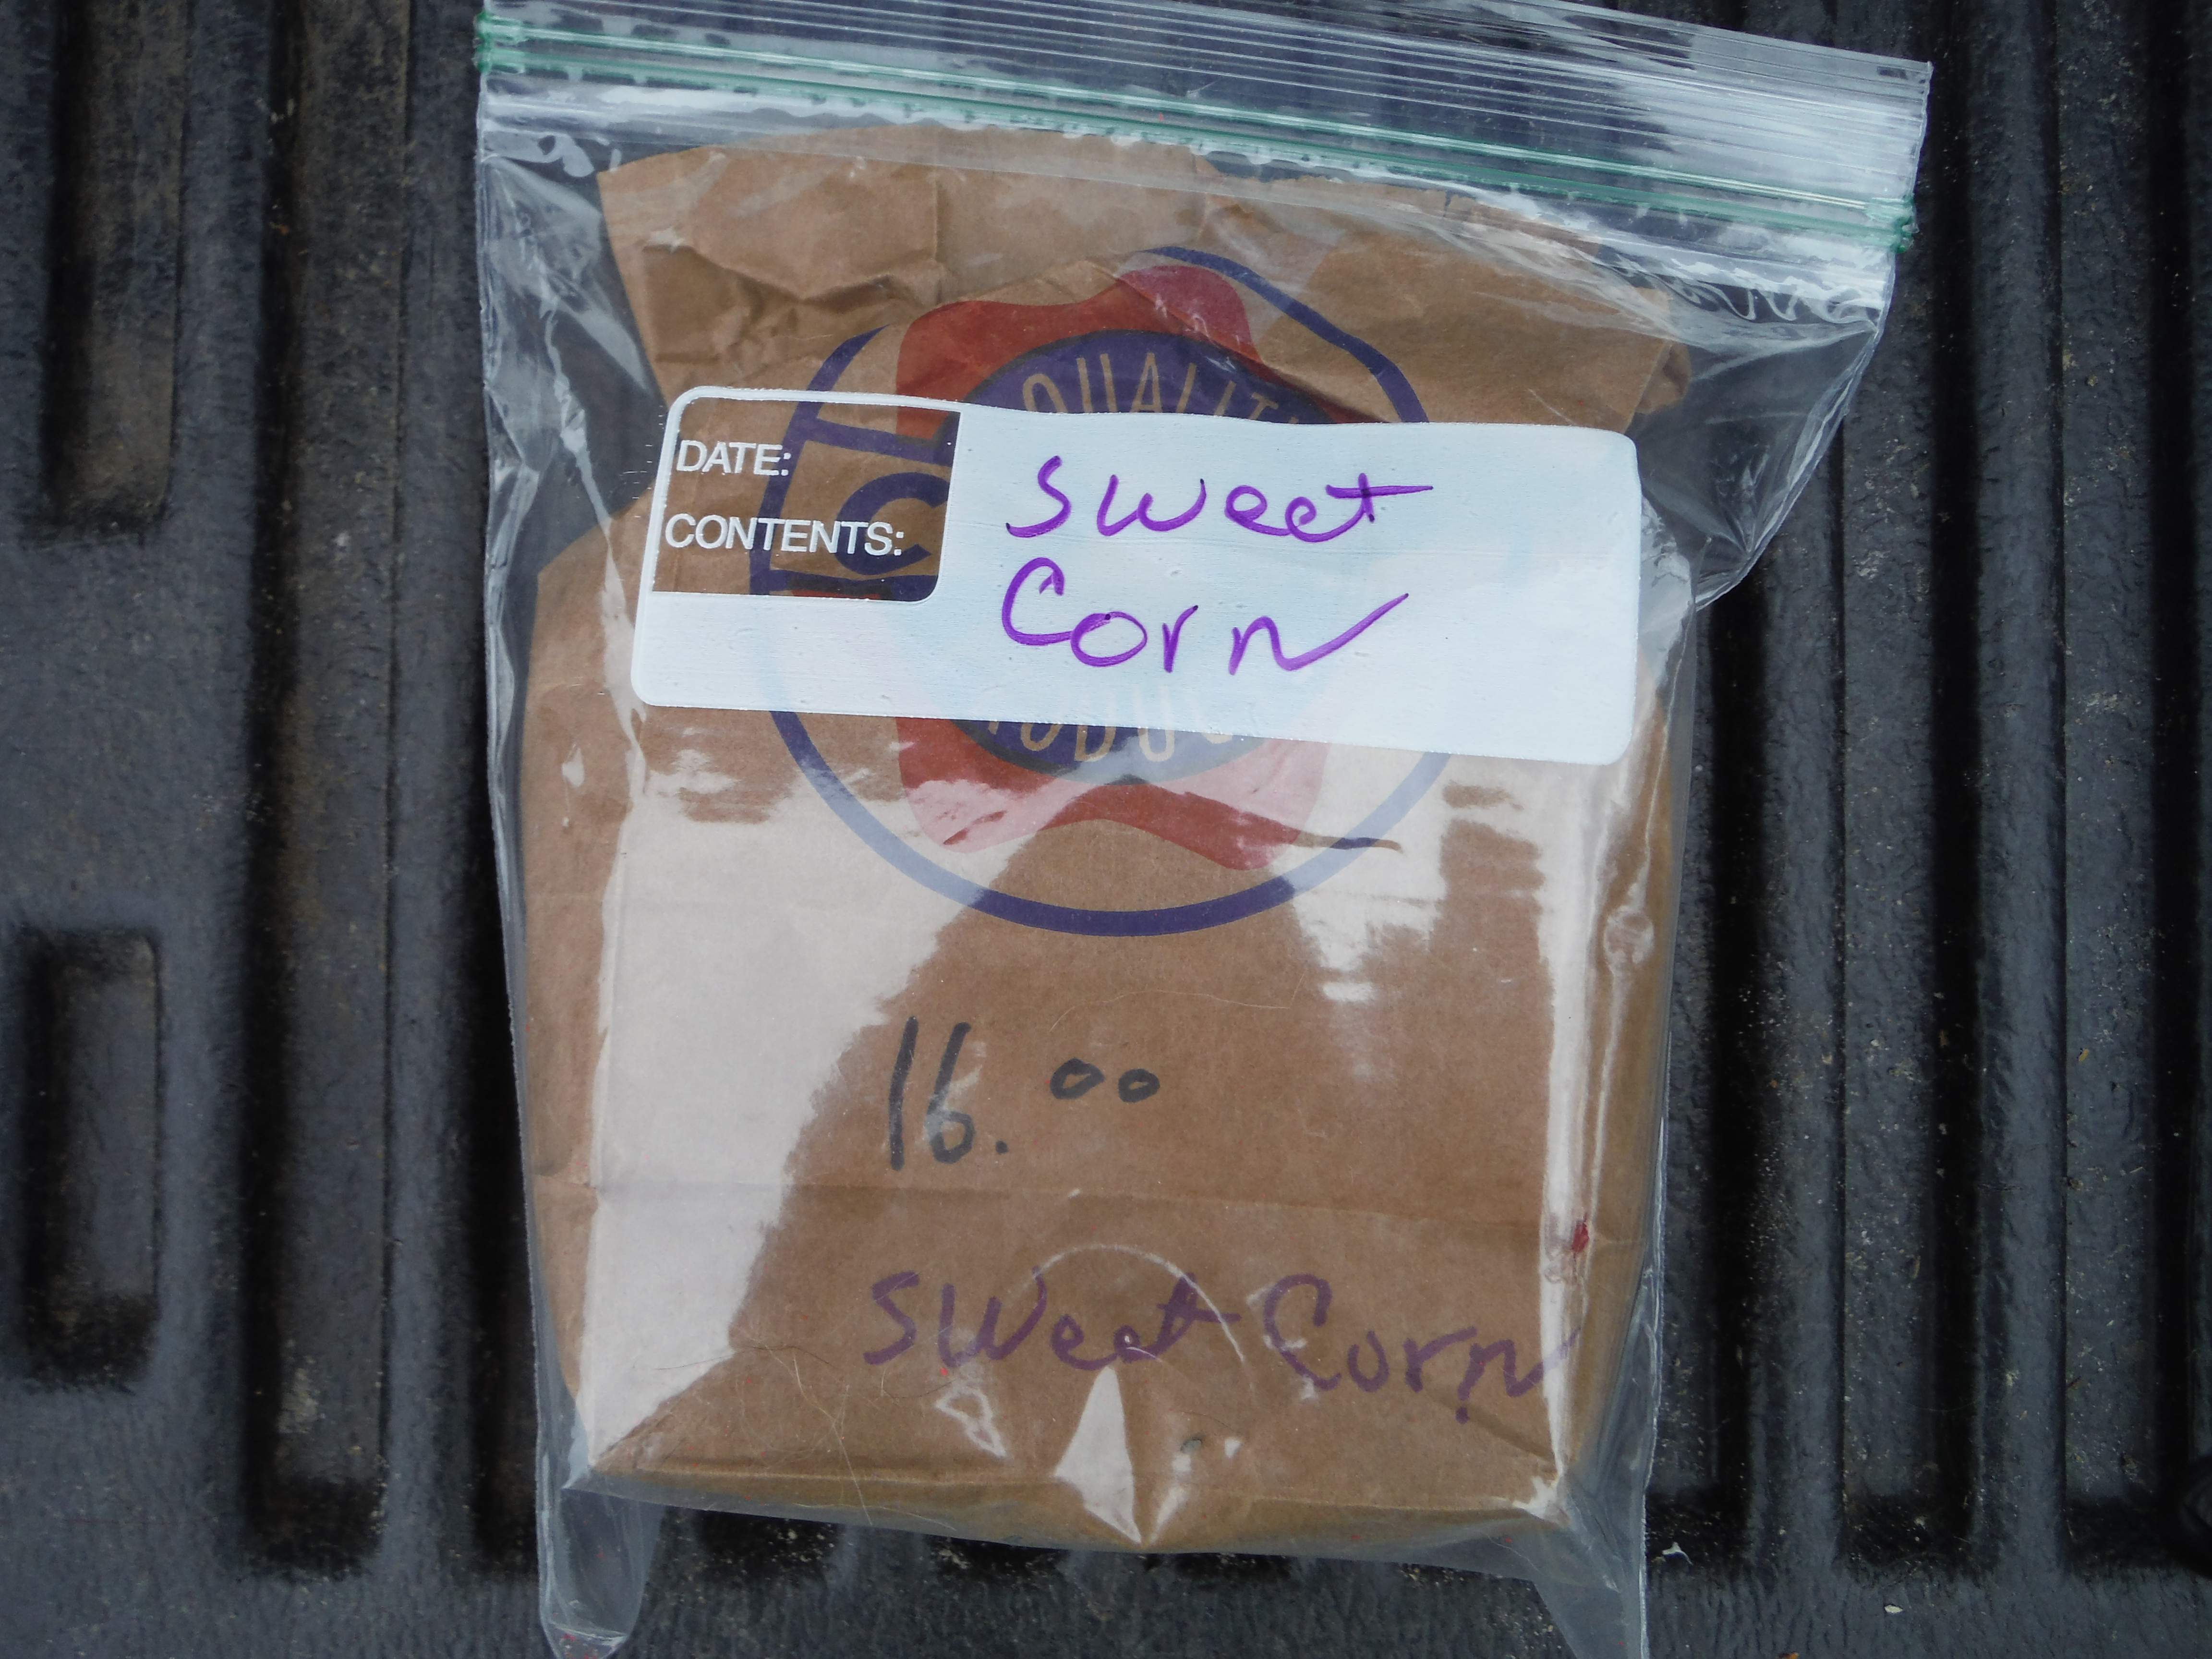 DATE:
CONTENTS:
Sweet
Corn
16.00
Sweet Corn